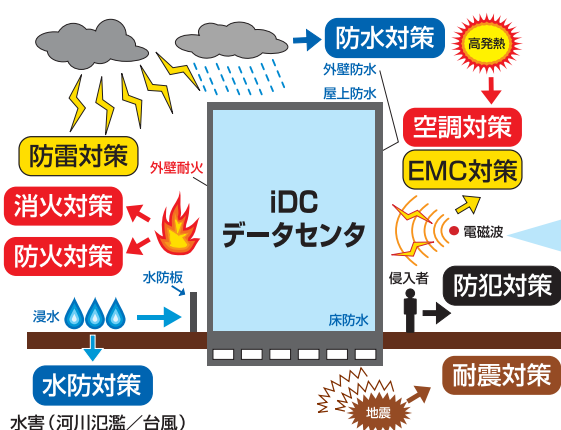 防水対策
高発熱
外壁防水
屋上防水
空調対策
防雷対策
EMC対策
外壁耐火
iDC
データセンタ
消火対策
防火対策
電磁波
水防板
侵入者
防犯対策
浸水
床防水
水防対策
耐震対策
地震
水害（河川氾濫／台風）